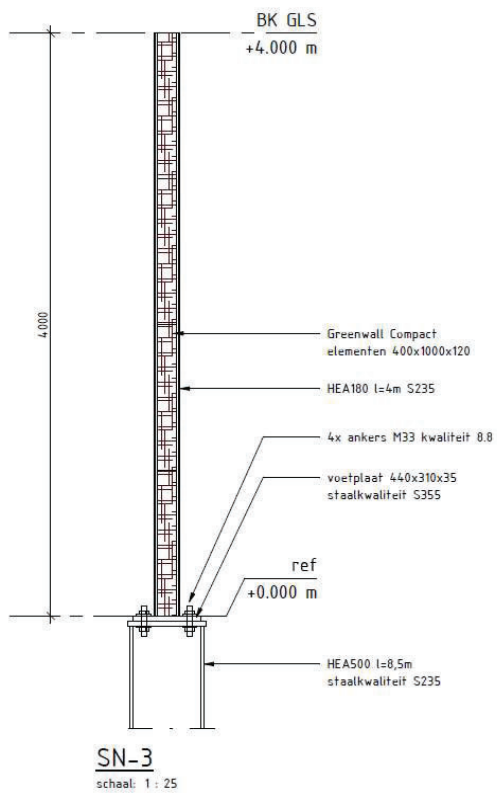 BK GLS
+4.000 m
4000
Greenwall Compact
elementen 400x1000x120
HEA180 l=4m S235
4x ankers M33 kwaliteit 8.8
voetplaat 440x310x35
staalkwaliteit S355
ref
+0.000 m
HEA500 l=8,5m
staalkwaliteit S235
SN-3
schaal: 1 : 25